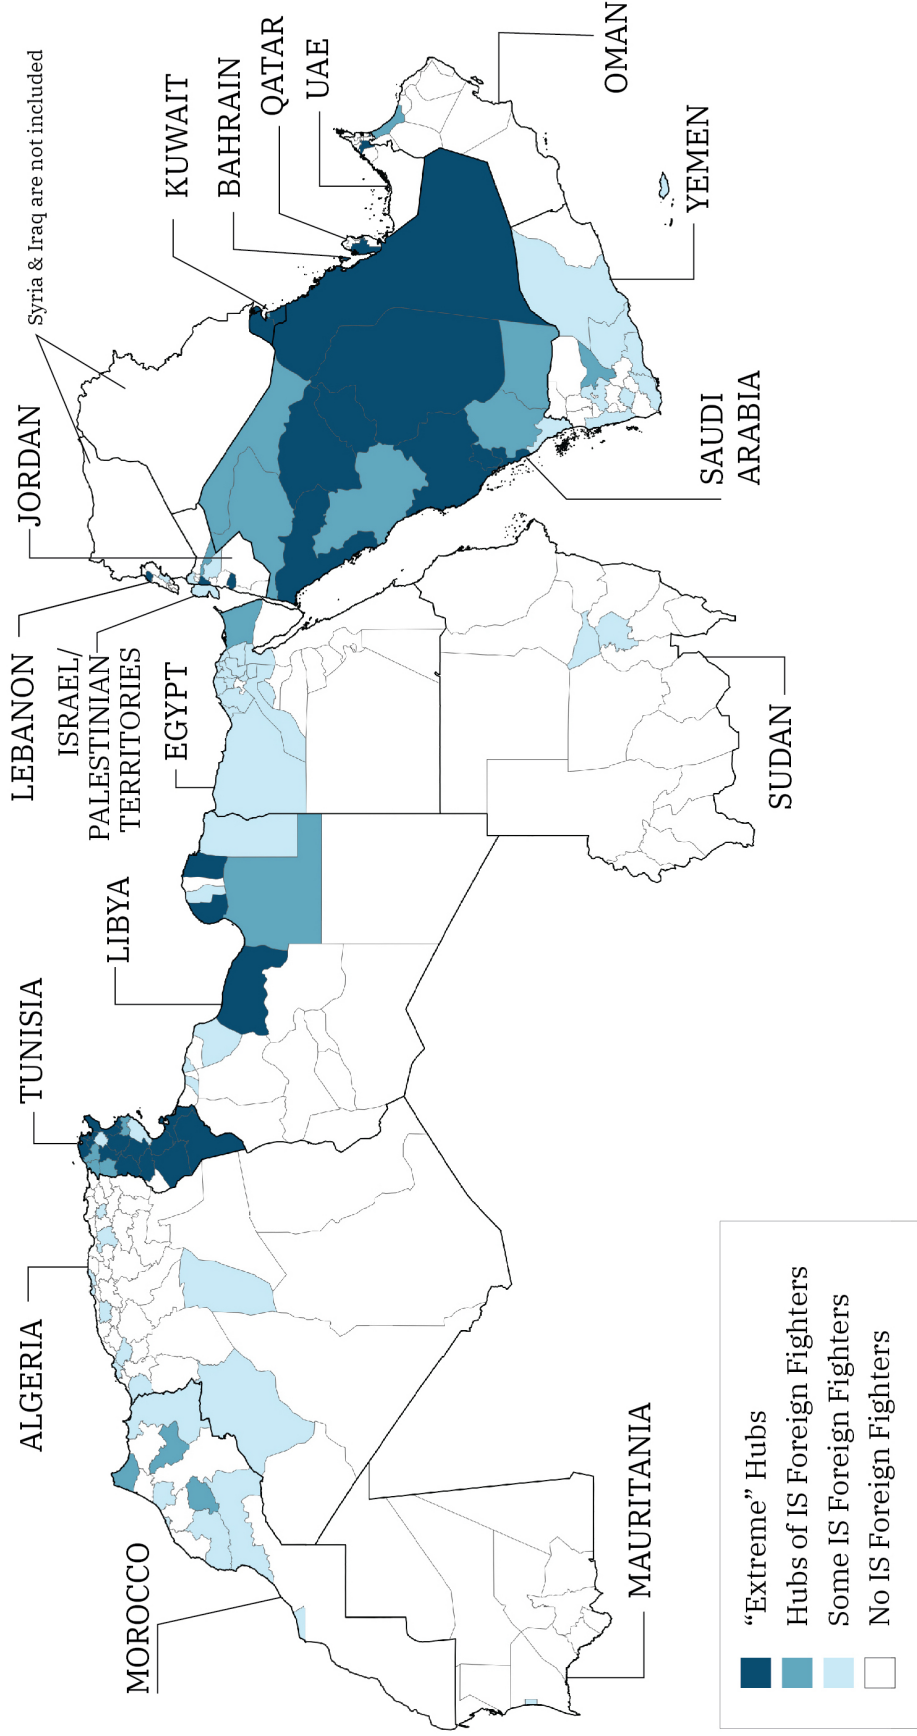 Syria & Iraq are not included
JORDAN
LEBANON
ISRAEL/
PALESTINIAN
TERRITORIES
EGYPT
LIBYA
TUNISIA
ALGERIA
MOROCCO
KUWAIT
BAHRAIN
QATAR
UAE
OMAN
YEMEN
SAUDI
ARABIA
SUDAN
MAURITANIA
“Extreme” Hubs
Hubs of IS Foreign Fighters
Some IS Foreign Fighters
No IS Foreign Fighters